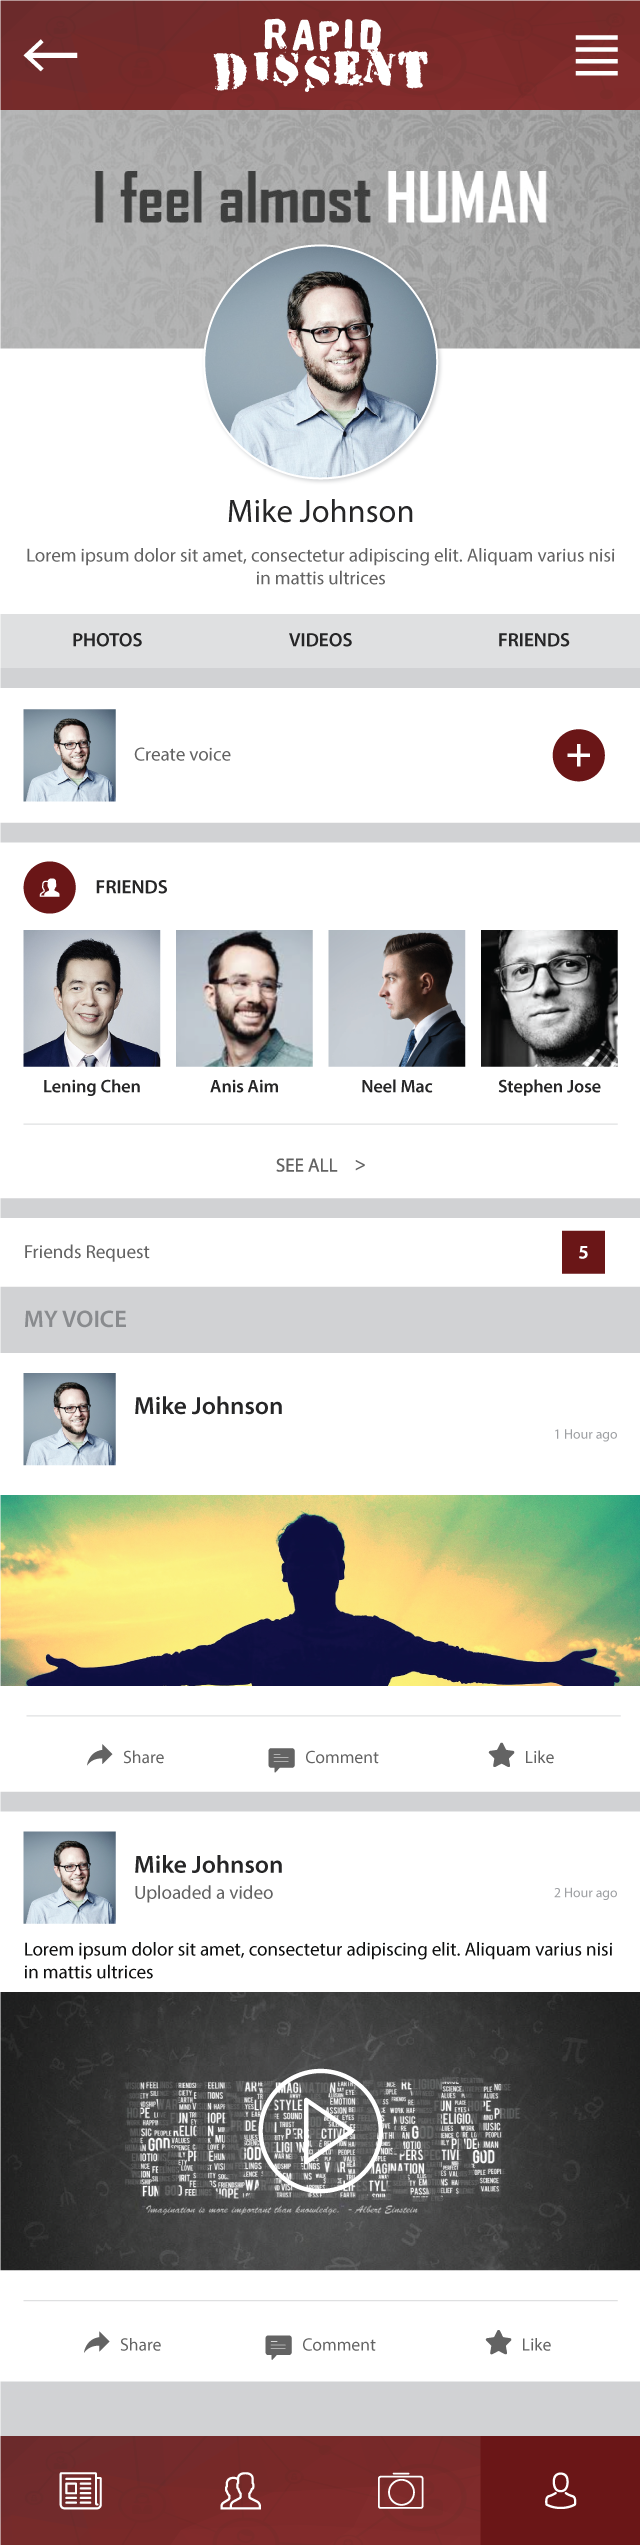 RAPID
DISSENT
I feel almost HUMAN
Mike Johnson
Lorem ipsum dolor sit amet, consectetur adipiscing elit. Aliquam varius nisi
in mattis ultrices
PHOTOS VIDEOS FRIENDS
Create voice
FRIENDS
Lening Chen Anis Aim Neel Mac Stephen Jose
SEE ALL >
Friends Request 5
MY VOICE
Mike Johnson
1 Hour ago
Share Comment Like
Mike Johnson
Uploaded a video
2 Hour ago
Lorem ipsum dolor sit amet, consectetur adipiscing elit. Aliquam varius nisi
in mattis ultrices
"Imagination is more important than knowledge. - Albert Einstein
Share Comment Like